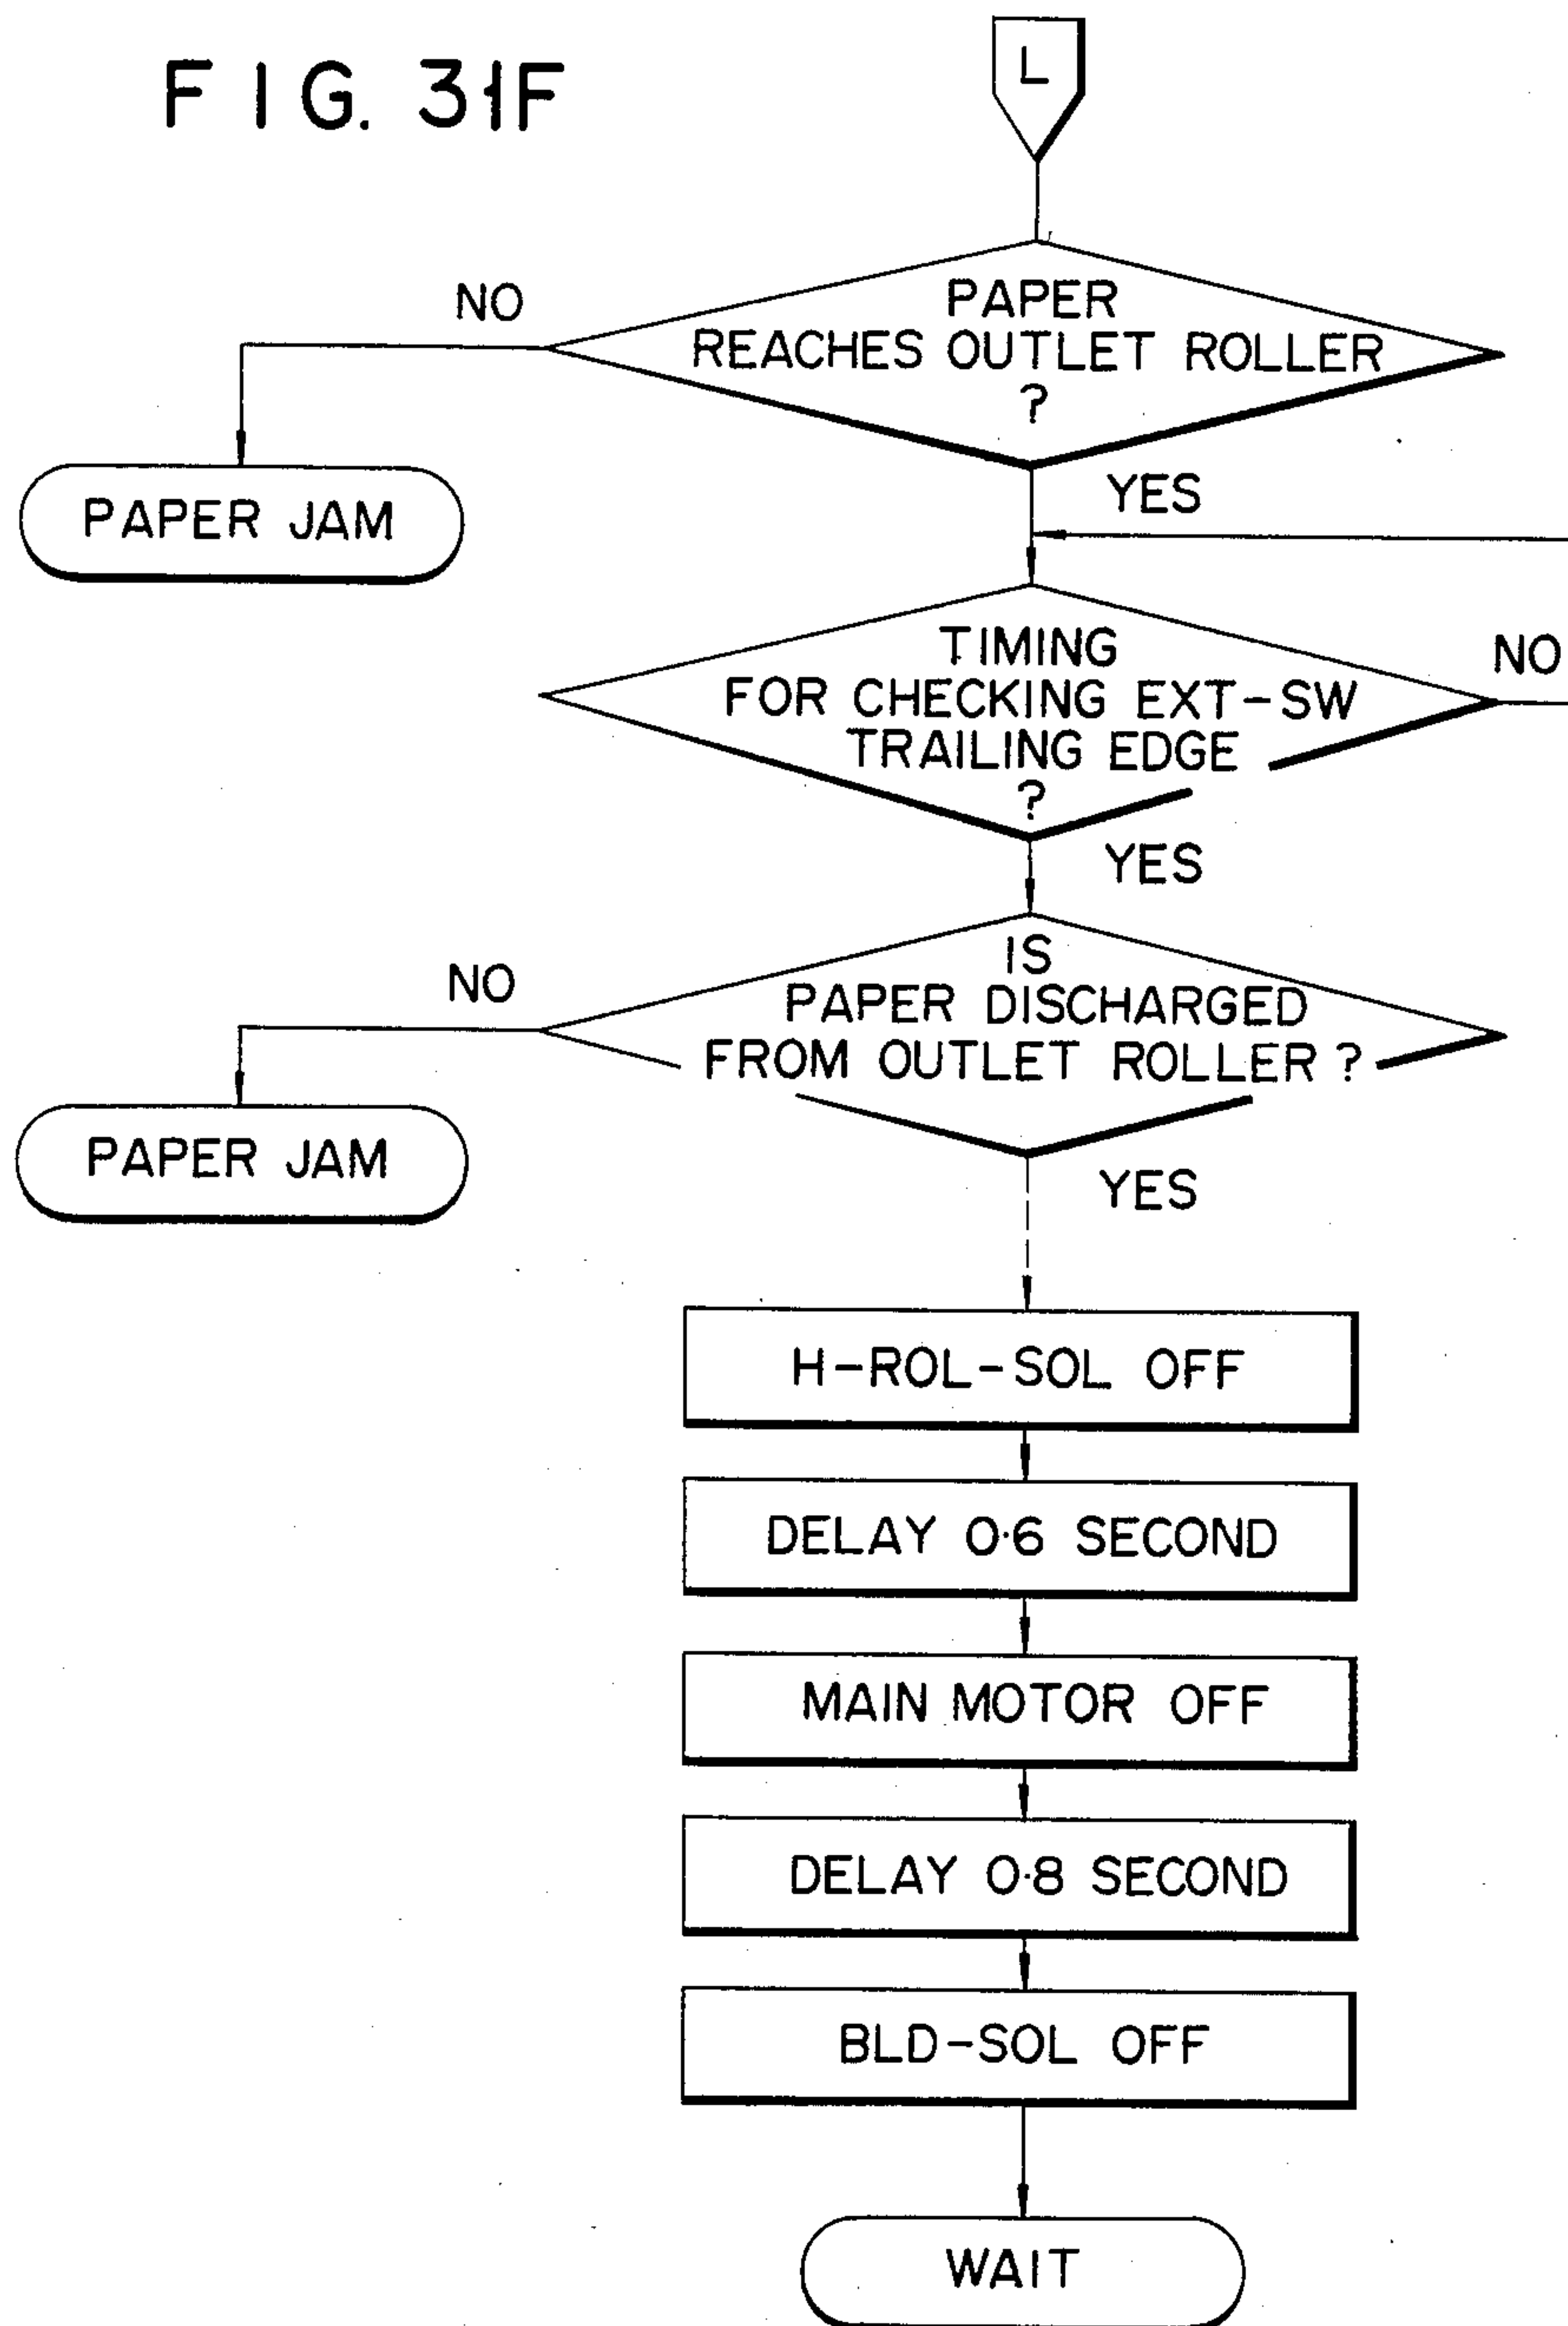 FIG. 31F
L
PAPER
REACHES OUTLET ROLLER
?
NO
YES
PAPER JAM
TIMING
FOR CHECKING EXT-SW
TRAILING EDGE
?
NO
YES
IS
PAPER DISCHARGED
FROM OUTLET ROLLER ?
NO
YES
PAPER JAM
H-ROL-SOL OFF
DELAY 0·6 SECOND
MAIN MOTOR OFF
DELAY 0·8 SECOND
BLD-SOL OFF
WAIT